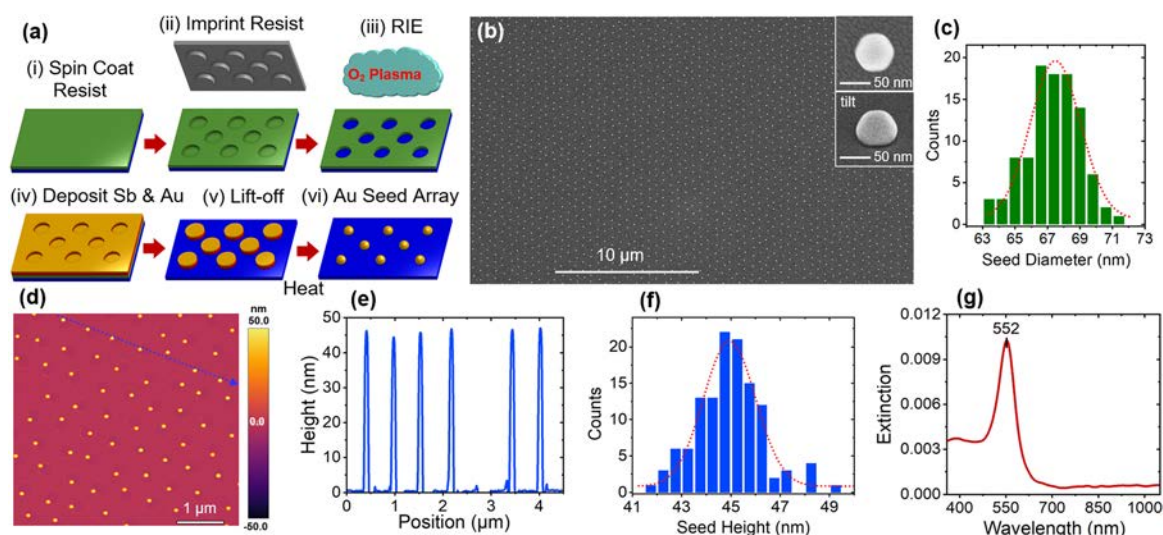 (a)
(ii) Imprint Resist
(iii) RIE
(i) Spin Coat
Resist
O₂ Plasma
(iv) Deposit Sb & Au
(v) Lift-off
(vi) Au Seed Array
Heat
(b)
50 nm
tilt
50 nm
10 µm
(c)
20
15
10
5
0
Counts
63 65 67 69 71 73
Seed Diameter (nm)
(d)
nm
50.0
0.0
-50.0
1 µm
(e)
50
40
30
20
10
0
Height (nm)
0 1 2 3 4
Position (µm)
(f)
20
15
10
5
0
Counts
41 43 45 47 49
Seed Height (nm)
(g)
552
0.012
0.009
0.006
0.003
0.000
Extinction
400 550 700 850 1000
Wavelength (nm)